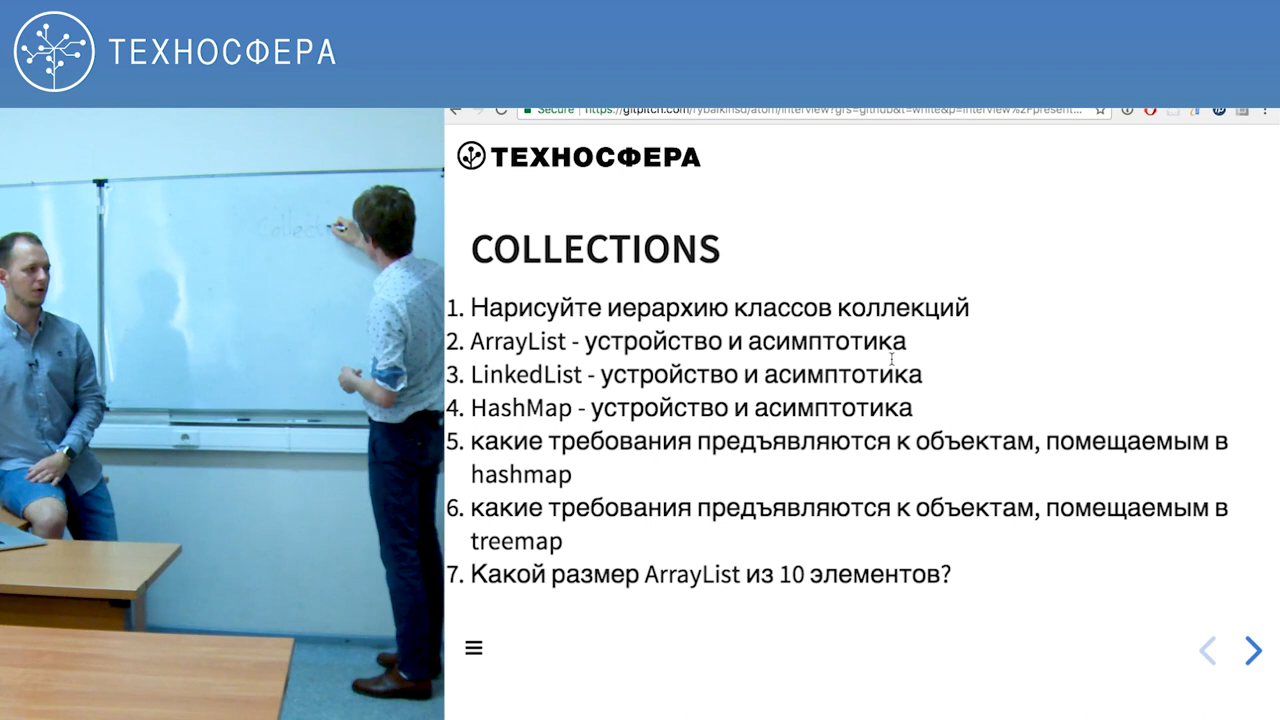 ТЕХНОСФЕРА
Secure
ТЕХНОСФЕРА
Collect
COLLECTIONS
1. Нарисуйте иерархию классов коллекций
2. ArrayList - устройство и асимптотика
3. LinkedList - устройство и асимптотика
4. HashMap - устройство и асимптотика
5. какие требования предъявляются к объектам, помещаемым в
hashmap
6. какие требования предъявляются к объектам, помещаемым в
treemap
7. Какой размер ArrayList из 10 элементов?